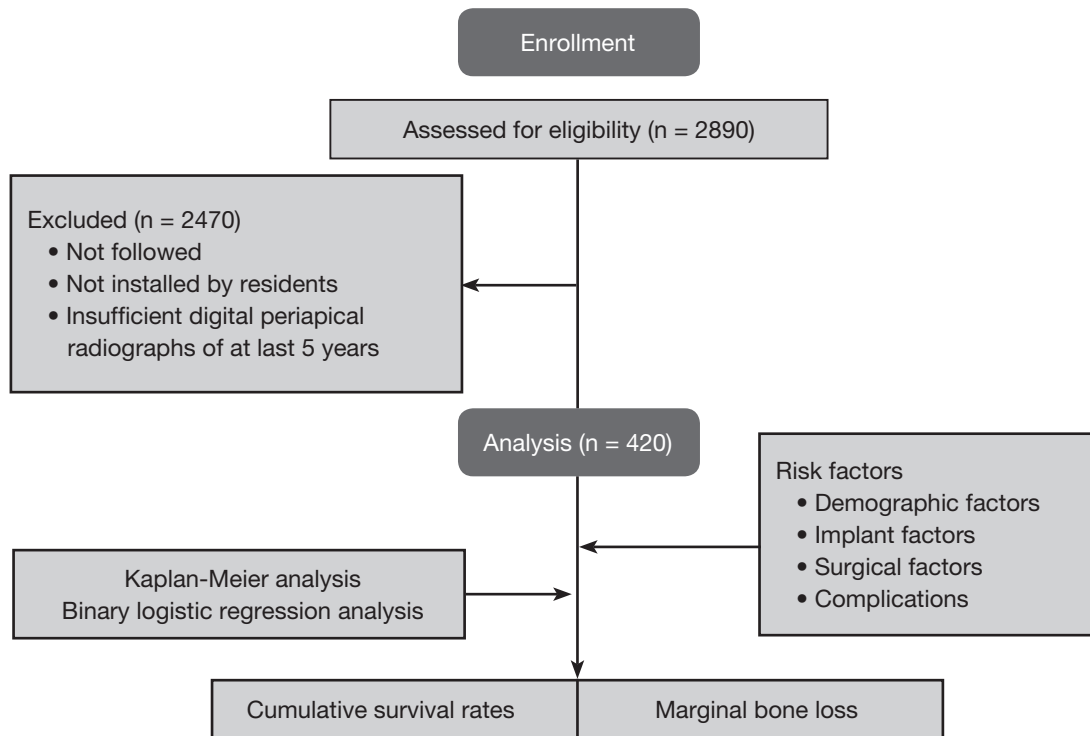 Enrollment
Assessed for eligibility (n = 2890)
Excluded (n = 2470)
• Not followed
• Not installed by residents
• Insufficient digital periapical
radiographs of at last 5 years
Analysis (n = 420)
Risk factors
• Demographic factors
• Implant factors
• Surgical factors
• Complications
Kaplan-Meier analysis
Binary logistic regression analysis
Cumulative survival rates
Marginal bone loss